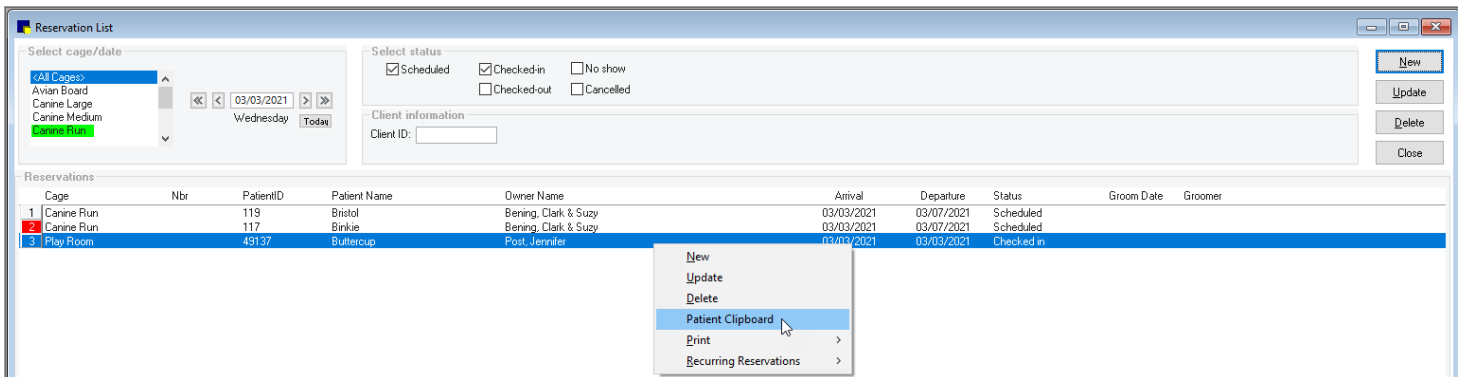 Reservation List
Select cage/date
<All Cages>
Avian Board
Canine Large
Canine Medium
Canine Run
03/03/2021
Wednesday Today
Select status
Scheduled Checked-in No show
Checked-out Cancelled
Client information
Client ID:
New
Update
Delete
Close
Reservations
Cage Nbr PatientID Patient Name Owner Name Arrival Departure Status Groom Date Groomer
1 Canine Run 119 Bristol Bening, Clark & Suzy 03/03/2021 03/07/2021 Scheduled
2 Canine Run 117 Binkie Bening, Clark & Suzy 03/03/2021 03/07/2021 Scheduled
3 Play Room 49137 Buttercup Post, Jennifer 03/03/2021 03/03/2021 Checked in
New
Update
Delete
Patient Clipboard
Print
Recurring Reservations